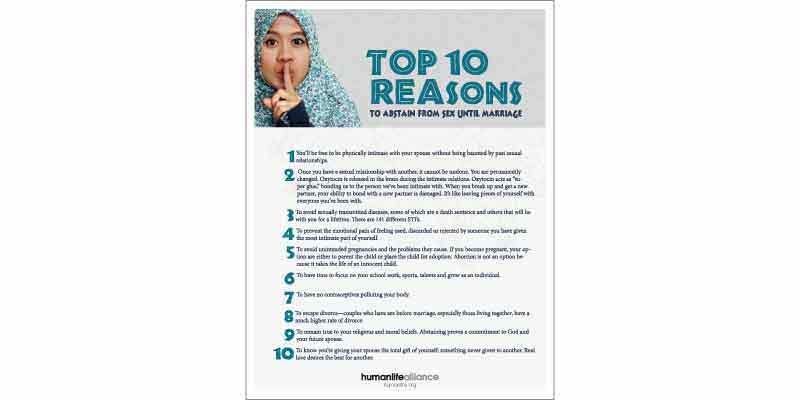 TOP 10
REASONS
TO ABSTAIN FROM SEX UNTIL MARRIAGE
1 You'll be free to be physically intimate with your spouse without being haunted by past sexual
relationships.
2 Once you have a sexual relationship with another, it cannot be undone. You are permanently
changed. Oxytocin is released in the brain during the intimate relations. Oxytocin acts as "su-
per glue," bonding us to the person we've been intimate with. When you break up and get a new
partner, your ability to bond with a new partner is damaged. It's like leaving pieces of yourself with
everyone you've been with.
3 To avoid sexually transmitted diseases, some of which are a death sentence and others that will be
with you for a lifetime. There are different STI's.
4 To prevent the emotional pain of feeling used, discarded or rejected by someone you have given
the most intimate part of yourself.
5 To avoid unintended pregnancies and the problems they cause. If you become pregnant, your op-
tion are either to parent the child or place the child for adoption. Abortion is not an option be-
cause it takes the life of an innocent child.
6 To have time to focus on your school work, sports, talents and grow as an individual.
7 To have no contraceptives polluting your body.
8 To escape divorce—couples who have sex before marriage, especially those living together, have a
much higher rate of divorce.
9 To remain true to your religious and moral beliefs. Abstaining proves a commitment to God and
your future spouse.
10 To know you're giving your spouse the total gift of yourself: something never given to another. Real
love desires the best for another.
humanlifealliance
humanlife.org